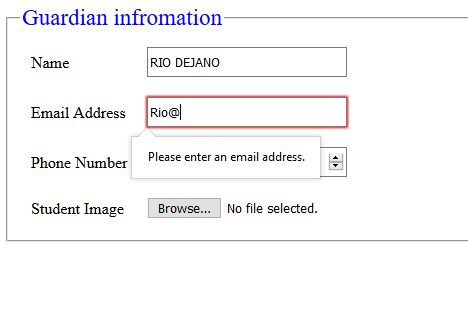 Guardian infromation
Name RIO DEJANO
Email Address Rio@
Please enter an email address.
Phone Number
Student Image Browse... No file selected.